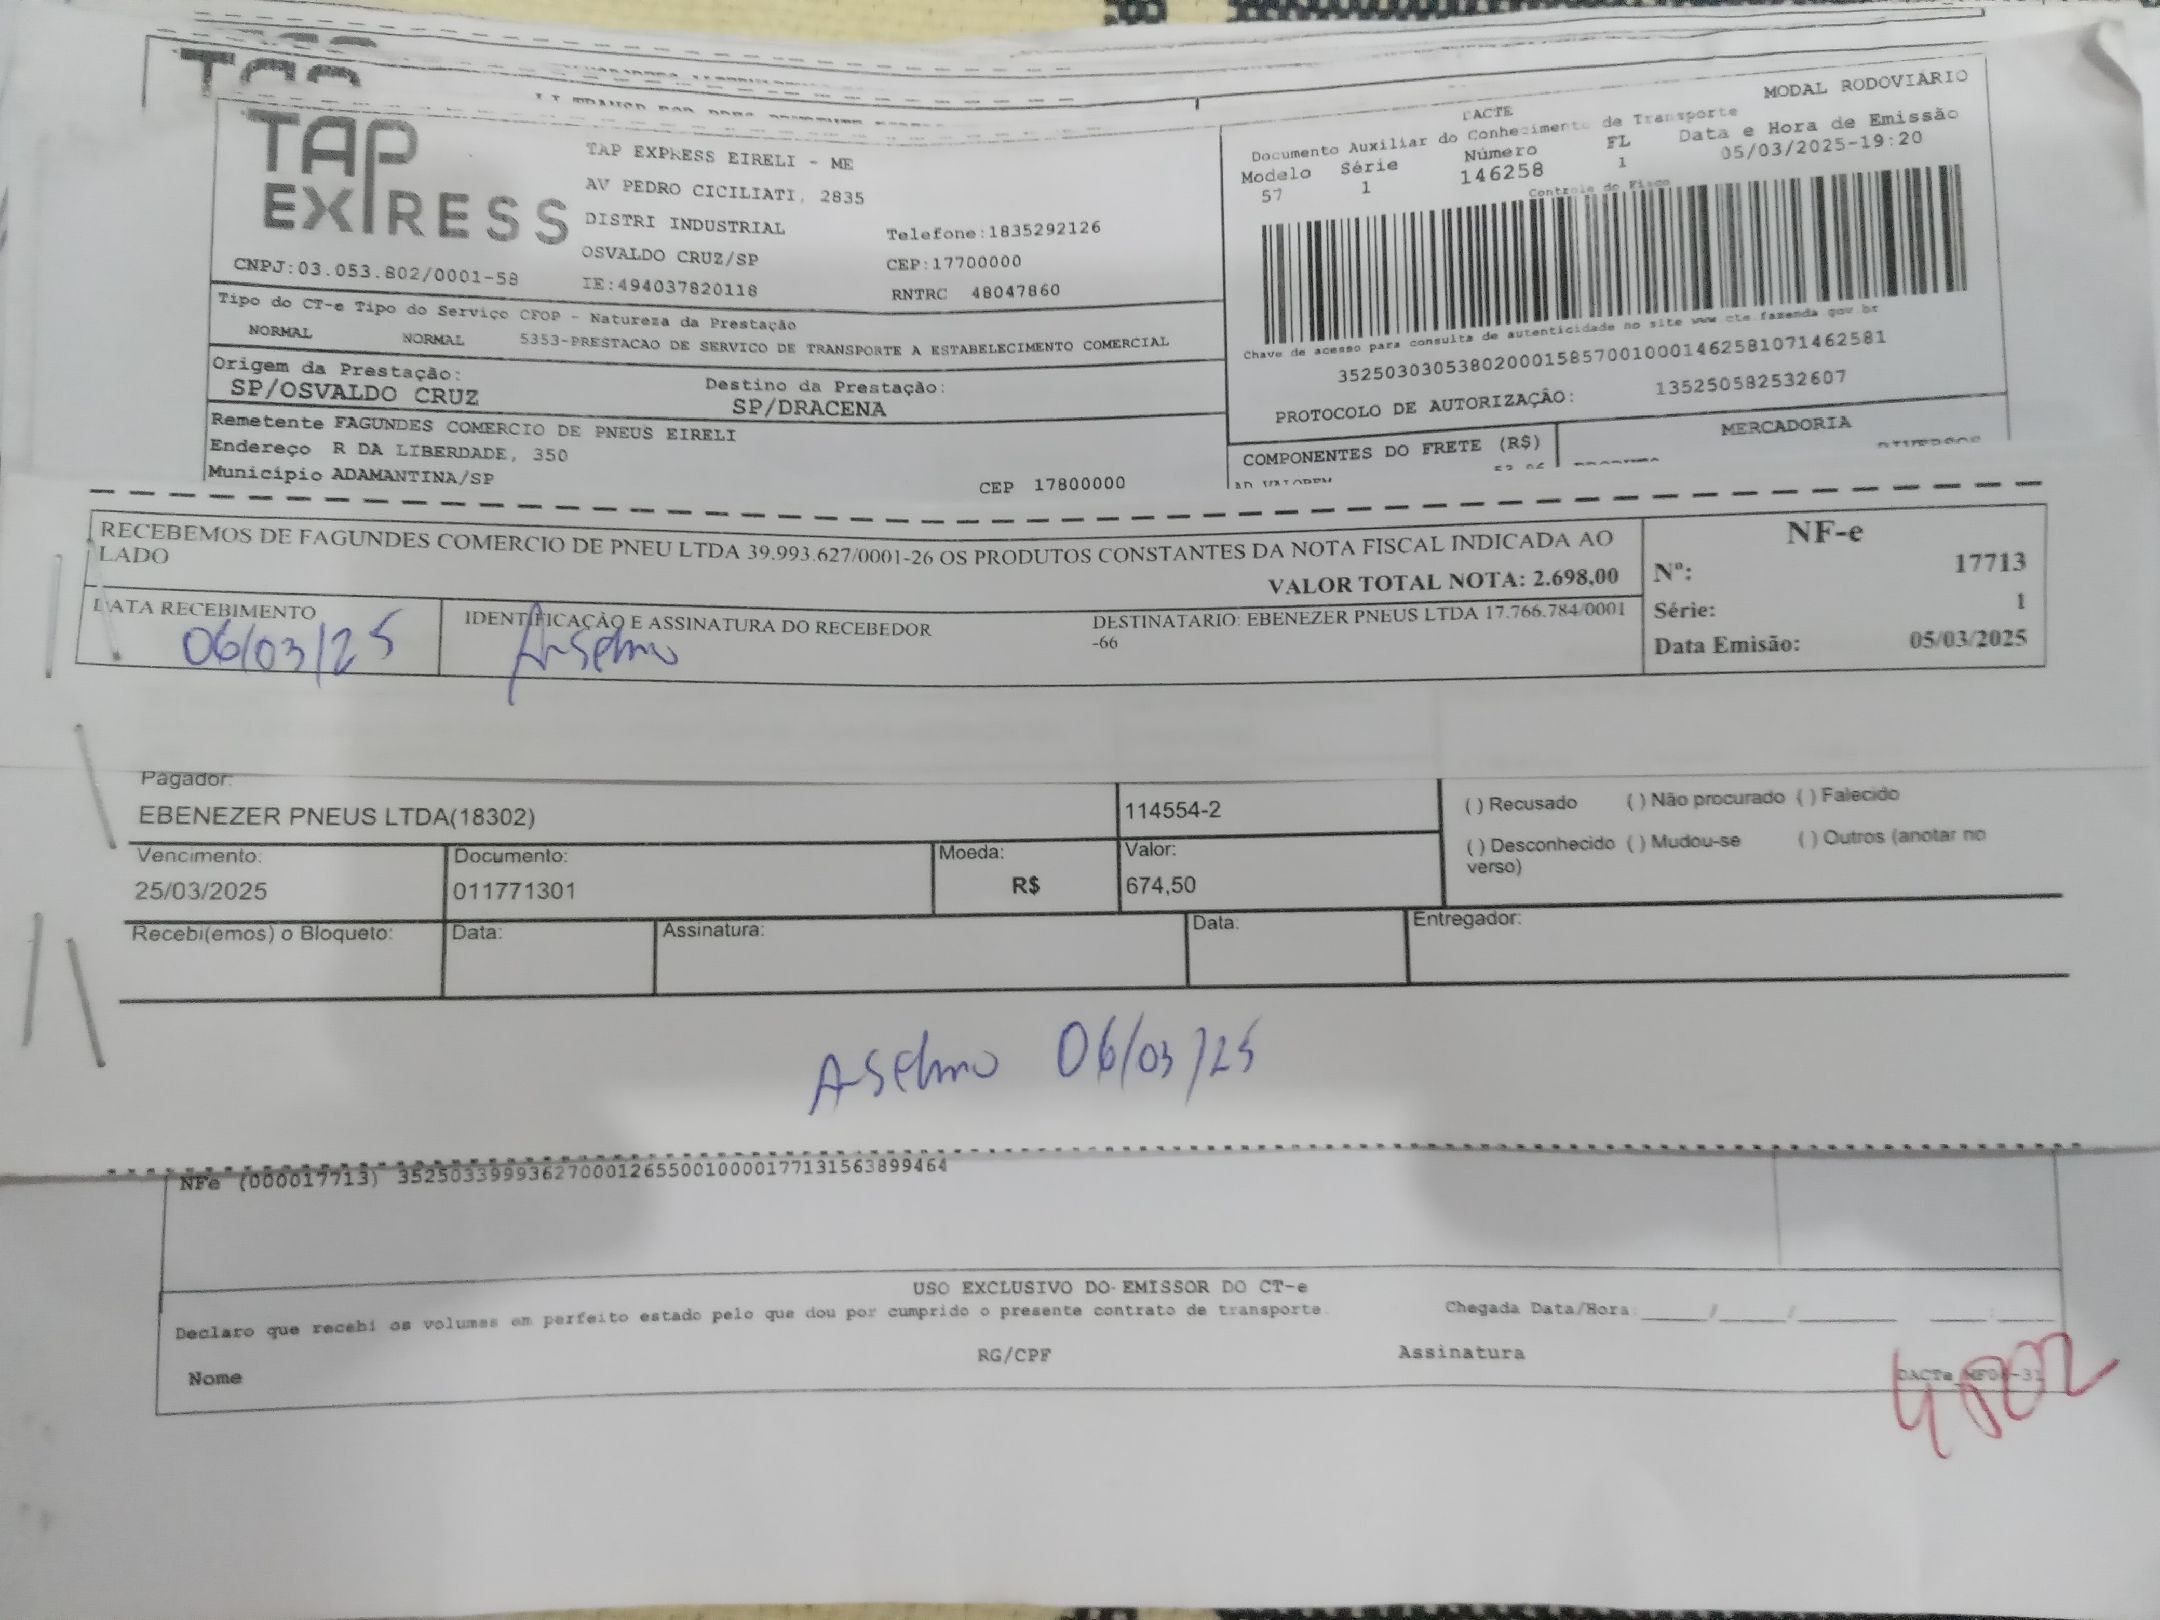 TAP
EXPRESS
TAP EXPRESS EIRELI - ME
AV PEDRO CICILIATI, 2835
DISTRI INDUSTRIAL
Telefone:1835292126
OSVALDO CRUZ/SP
CEP:17700000
CNPJ:03.053.802/0001-58
IE:494037820118
RNTRC 48047860
MODAL RODOVIÁRIO
DACTE
Documento Auxiliar do Conhecimento de Transporte
Modelo Série Número FL Data e Hora de Emissão
57 1 146258 1 05/03/2025-19:20
Controle do Fisco
Chave de acesso para consulta de autenticidade no site www.cte.fazenda.gov.br
35250303053802000158570010001462581071462581
PROTOCOLO DE AUTORIZAÇÃO: 135250582532607
Tipo do CT-e Tipo do Serviço CFOP - Natureza da Prestação
NORMAL NORMAL 5353-PRESTACAO DE SERVICO DE TRANSPORTE A ESTABELECIMENTO COMERCIAL
Origem da Prestação: Destino da Prestação:
SP/OSVALDO CRUZ SP/DRACENA
Remetente FAGUNDES COMERCIO DE PNEUS EIRELI
Endereço R DA LIBERDADE, 350
Município ADAMANTINA/SP CEP 17800000
COMPONENTES DO FRETE (R$) MERCADORIA
RECEBEMOS DE FAGUNDES COMERCIO DE PNEU LTDA 39.993.627/0001-26 OS PRODUTOS CONSTANTES DA NOTA FISCAL INDICADA AO
LADO
VALOR TOTAL NOTA: 2.698,00
DATA RECEBIMENTO
06/03/25
IDENTIFICAÇÃO E ASSINATURA DO RECEBEDOR
Anselmo
DESTINATARIO: EBENEZER PNEUS LTDA 17.766.784/0001
-66
NF-e
Nº: 17713
Série: 1
Data Emissão: 05/03/2025
Pagador:
EBENEZER PNEUS LTDA(18302)
114554-2
( ) Recusado ( ) Não procurado ( ) Falecido
( ) Desconhecido ( ) Mudou-se ( ) Outros (anotar no
verso)
Vencimento: Documento: Moeda: Valor:
25/03/2025 011771301 R$ 674,50
Recebi(emos) o Bloqueto: Data: Assinatura: Data: Entregador:
Aselmo 06/03/25
NFe (000017713) 35250339993627000126550010000177131563899464
USO EXCLUSIVO DO EMISSOR DO CT-e
Declaro que recebi os volumes em perfeito estado pelo que dou por cumprido o presente contrato de transporte.
Chegada Data/Hora: / / :
Nome RG/CPF Assinatura